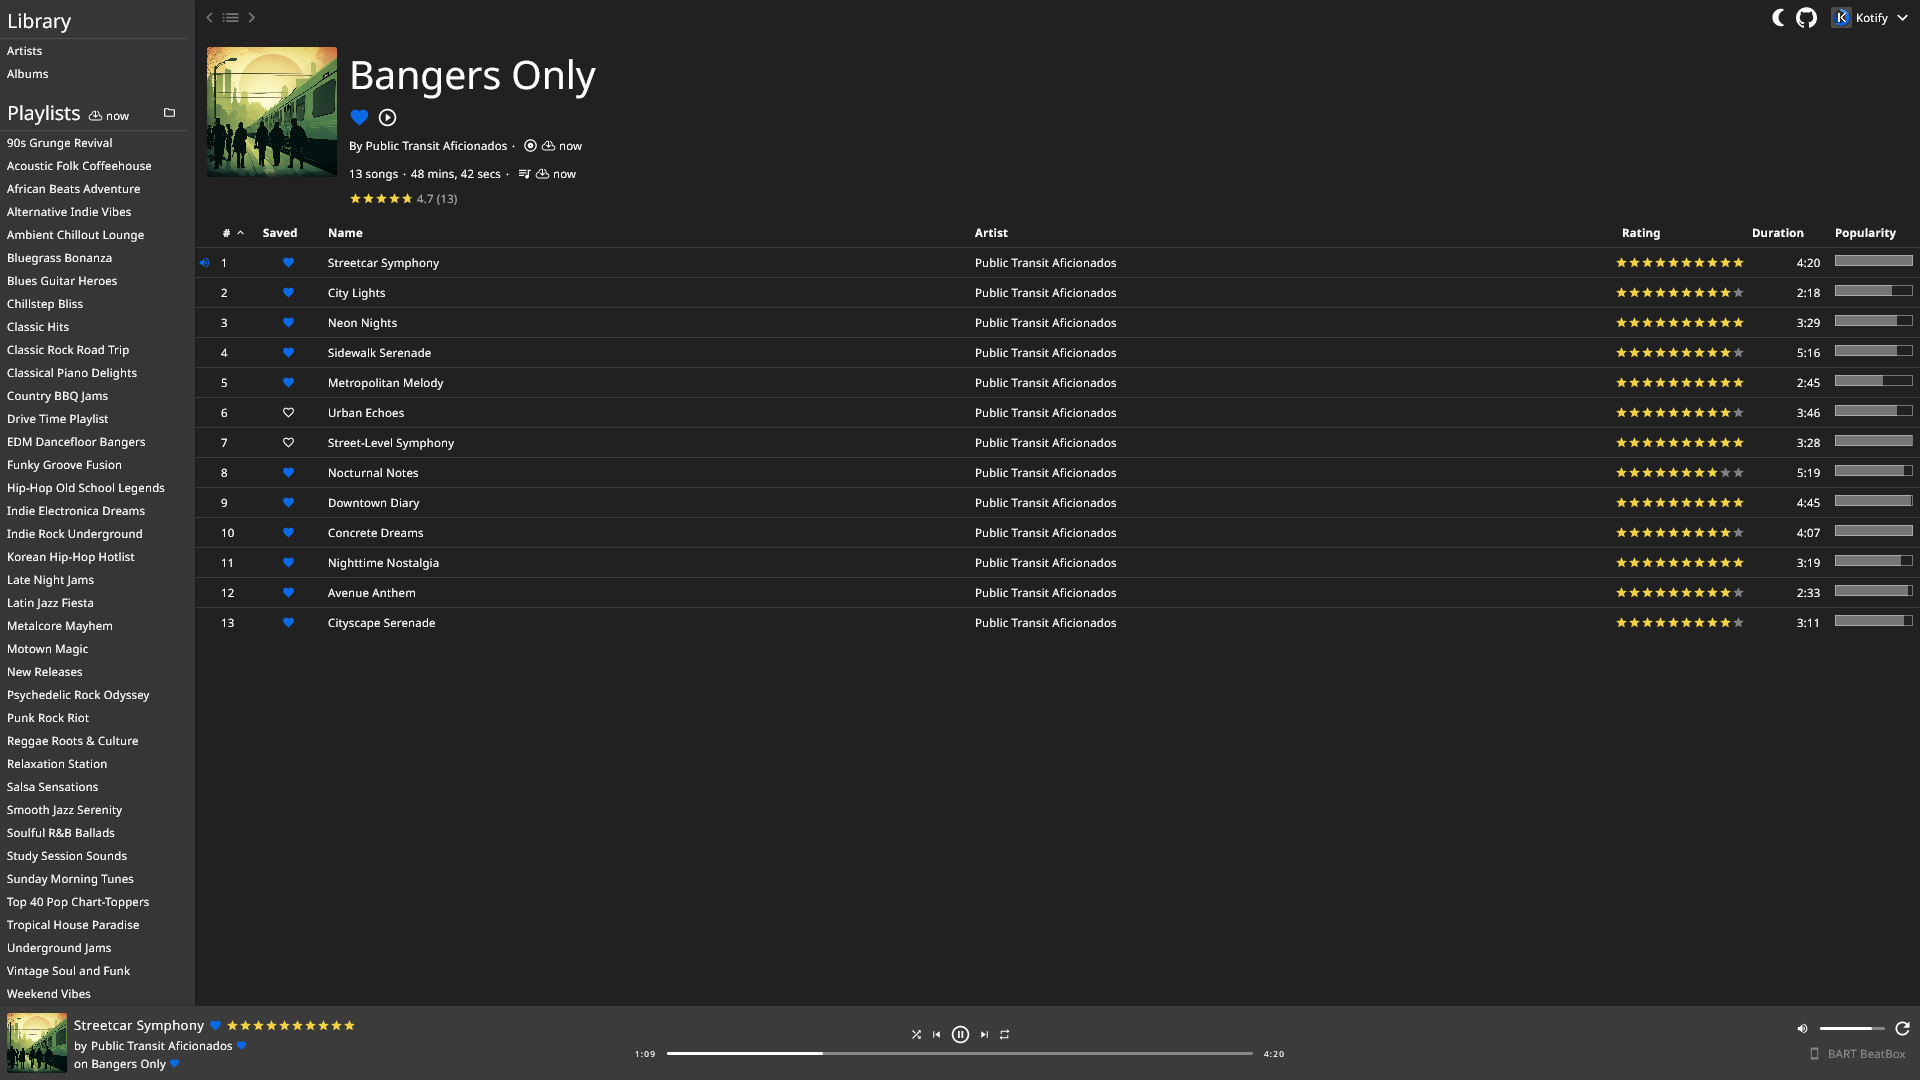 Library
Artists
Albums
Playlists now
90s Grunge Revival
Acoustic Folk Coffeehouse
African Beats Adventure
Alternative Indie Vibes
Ambient Chillout Lounge
Bluegrass Bonanza
Blues Guitar Heroes
Chillstep Bliss
Classic Hits
Classic Rock Road Trip
Classical Piano Delights
Country BBQ Jams
Drive Time Playlist
EDM Dancefloor Bangers
Funky Groove Fusion
Hip-Hop Old School Legends
Indie Electronica Dreams
Indie Rock Underground
Korean Hip-Hop Hotlist
Late Night Jams
Latin Jazz Fiesta
Metalcore Mayhem
Motown Magic
New Releases
Psychedelic Rock Odyssey
Punk Rock Riot
Reggae Roots & Culture
Relaxation Station
Salsa Sensations
Smooth Jazz Serenity
Soulful R&B Ballads
Study Session Sounds
Sunday Morning Tunes
Top 40 Pop Chart-Toppers
Tropical House Paradise
Underground Jams
Vintage Soul and Funk
Weekend Vibes
K Kotify
Bangers Only
By Public Transit Aficionados · now
13 songs · 48 mins, 42 secs · now
4.7 (13)
# Saved Name Artist Rating Duration Popularity
1 Streetcar Symphony Public Transit Aficionados 4:20
2 City Lights Public Transit Aficionados 2:18
3 Neon Nights Public Transit Aficionados 3:29
4 Sidewalk Serenade Public Transit Aficionados 5:16
5 Metropolitan Melody Public Transit Aficionados 2:45
6 Urban Echoes Public Transit Aficionados 3:46
7 Street-Level Symphony Public Transit Aficionados 3:28
8 Nocturnal Notes Public Transit Aficionados 5:19
9 Downtown Diary Public Transit Aficionados 4:45
10 Concrete Dreams Public Transit Aficionados 4:07
11 Nighttime Nostalgia Public Transit Aficionados 3:19
12 Avenue Anthem Public Transit Aficionados 2:33
13 Cityscape Serenade Public Transit Aficionados 3:11
Streetcar Symphony
by Public Transit Aficionados
on Bangers Only
1:09 4:20
BART BeatBox